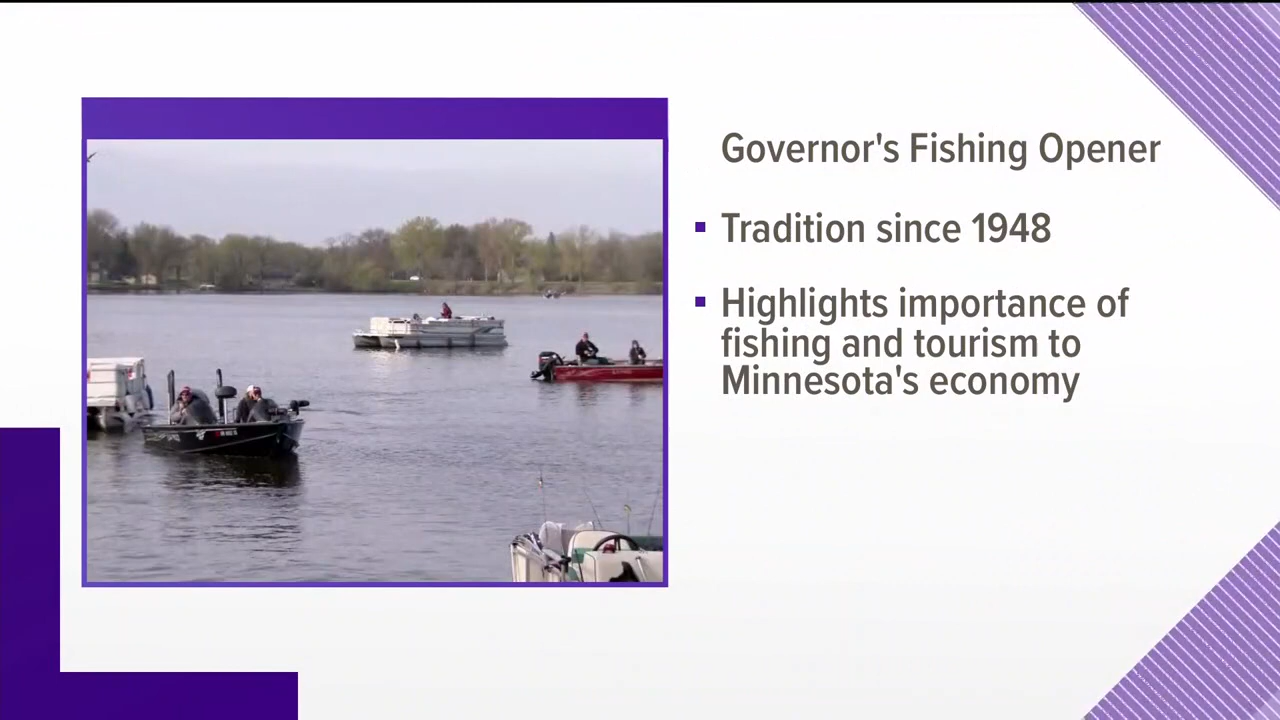 Governor's Fishing Opener
▪ Tradition since 1948
▪ Highlights importance of
fishing and tourism to
Minnesota's economy